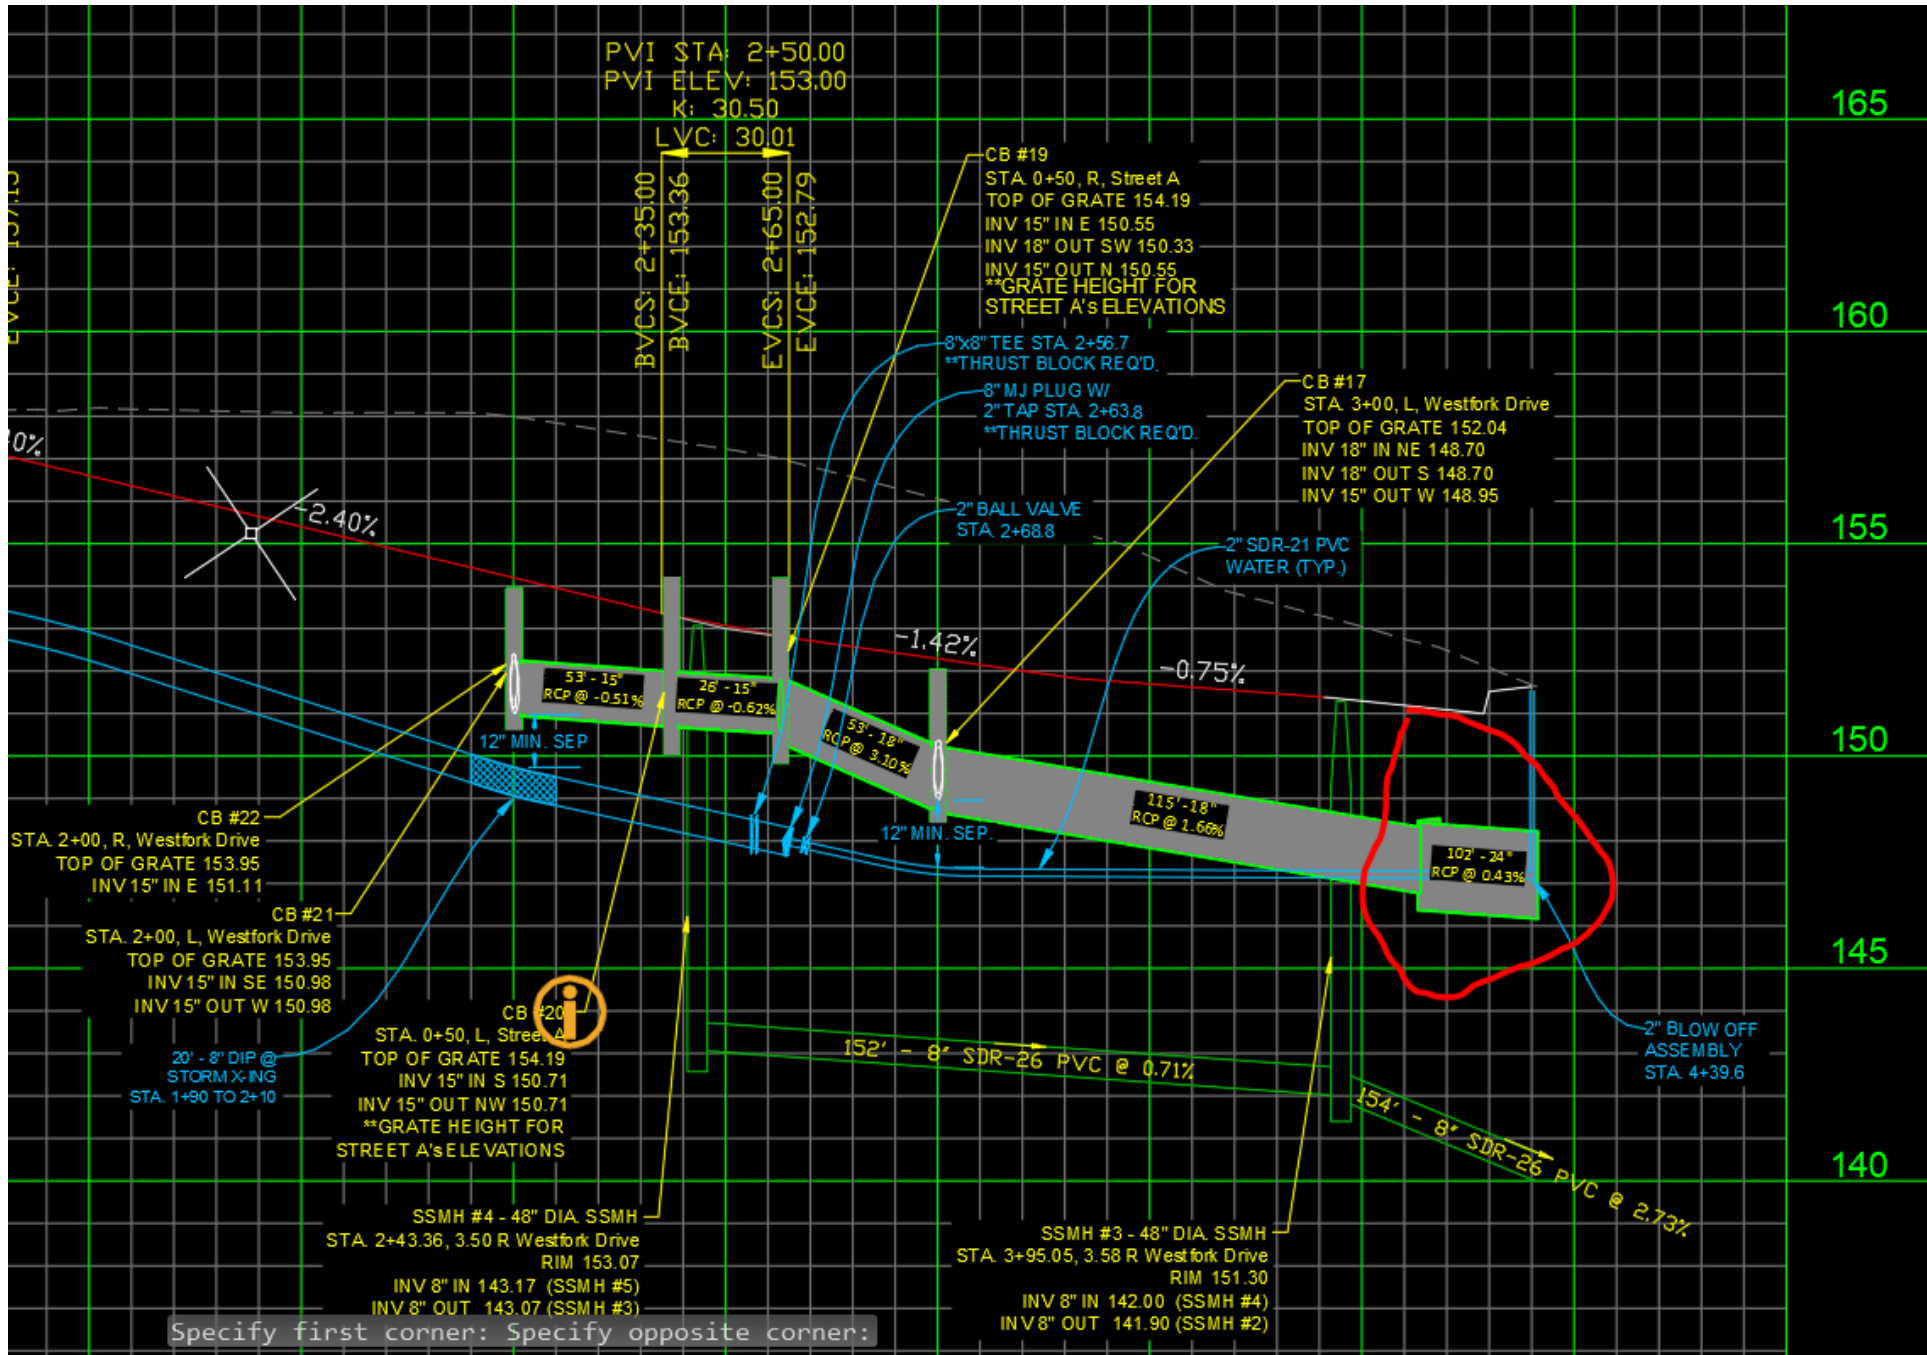 PVI STA: 2+50.00
PVI ELEV: 153.00
K: 30.50
LVC: 30.01
165
160
155
150
145
140
BVCS: 2+35.00
BVCE: 153.36
EVCS: 2+65.00
EVCE: 152.79
CB #19
STA. 0+50, R, Street A
TOP OF GRATE 154.19
INV 15" IN E 150.55
INV 18" OUT SW 150.33
INV 15" OUT N 150.55
**GRATE HEIGHT FOR
STREET A's ELEVATIONS
8"x8" TEE STA. 2+56.7
**THRUST BLOCK REQ'D.
8" MJ PLUG W/
2" TAP STA. 2+63.8
**THRUST BLOCK REQ'D.
2" BALL VALVE
STA. 2+68.8
CB #17
STA. 3+00, L, Westfork Drive
TOP OF GRATE 152.04
INV 18" IN NE 148.70
INV 18" OUT S 148.70
INV 15" OUT W 148.95
2" SDR-21 PVC
WATER (TYP.)
-2.40%
-1.42%
-0.75%
53' - 15"
RCP @ -0.51%
26' - 15"
RCP @ -0.62%
53' - 18"
RCP @ 3.10%
115' - 18"
RCP @ 1.66%
102' - 24"
RCP @ 0.43%
12" MIN. SEP
12" MIN. SEP.
CB #22
STA. 2+00, R, Westfork Drive
TOP OF GRATE 153.95
INV 15" IN E 151.11
CB #21
STA. 2+00, L, Westfork Drive
TOP OF GRATE 153.95
INV 15" IN SE 150.98
INV 15" OUT W 150.98
20' - 8" DIP @
STORM X-ING
STA. 1+90 TO 2+10
CB #20
STA. 0+50, L, Street A
TOP OF GRATE 154.19
INV 15" IN S 150.71
INV 15" OUT NW 150.71
**GRATE HEIGHT FOR
STREET A's ELEVATIONS
152' - 8" SDR-26 PVC @ 0.71%
154' - 8" SDR-26 PVC @ 2.73%
2" BLOW OFF
ASSEMBLY
STA. 4+39.6
SSMH #4 - 48" DIA. SSMH
STA. 2+43.36, 3.50 R Westfork Drive
RIM 153.07
INV 8" IN 143.17 (SSMH #5)
INV 8" OUT 143.07 (SSMH #3)
SSMH #3 - 48" DIA. SSMH
STA. 3+95.05, 3.58 R Westfork Drive
RIM 151.30
INV 8" IN 142.00 (SSMH #4)
INV 8" OUT 141.90 (SSMH #2)
Specify first corner: Specify opposite corner: